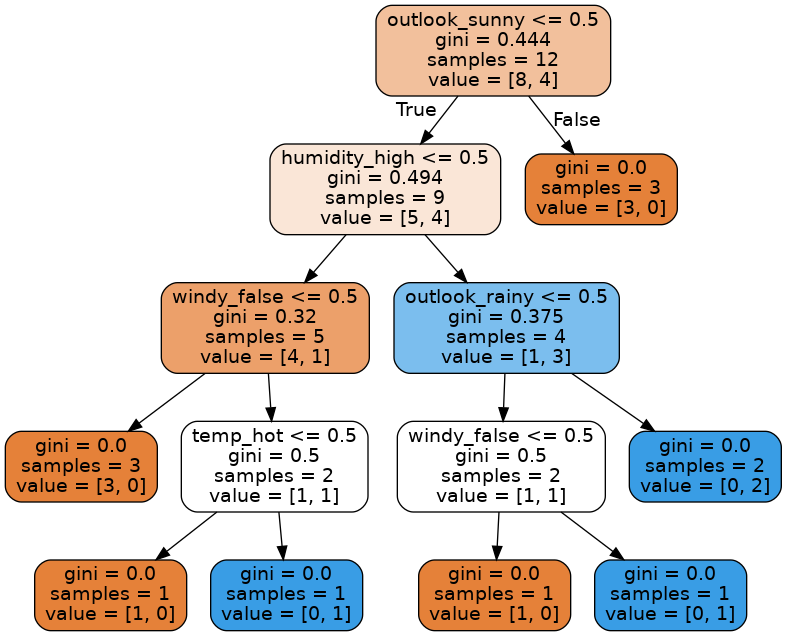 outlook_sunny <= 0.5
gini = 0.444
samples = 12
value = [8, 4]
True
False
humidity_high <= 0.5
gini = 0.494
samples = 9
value = [5, 4]
gini = 0.0
samples = 3
value = [3, 0]
windy_false <= 0.5
gini = 0.32
samples = 5
value = [4, 1]
outlook_rainy <= 0.5
gini = 0.375
samples = 4
value = [1, 3]
gini = 0.0
samples = 3
value = [3, 0]
temp_hot <= 0.5
gini = 0.5
samples = 2
value = [1, 1]
windy_false <= 0.5
gini = 0.5
samples = 2
value = [1, 1]
gini = 0.0
samples = 2
value = [0, 2]
gini = 0.0
samples = 1
value = [1, 0]
gini = 0.0
samples = 1
value = [0, 1]
gini = 0.0
samples = 1
value = [1, 0]
gini = 0.0
samples = 1
value = [0, 1]